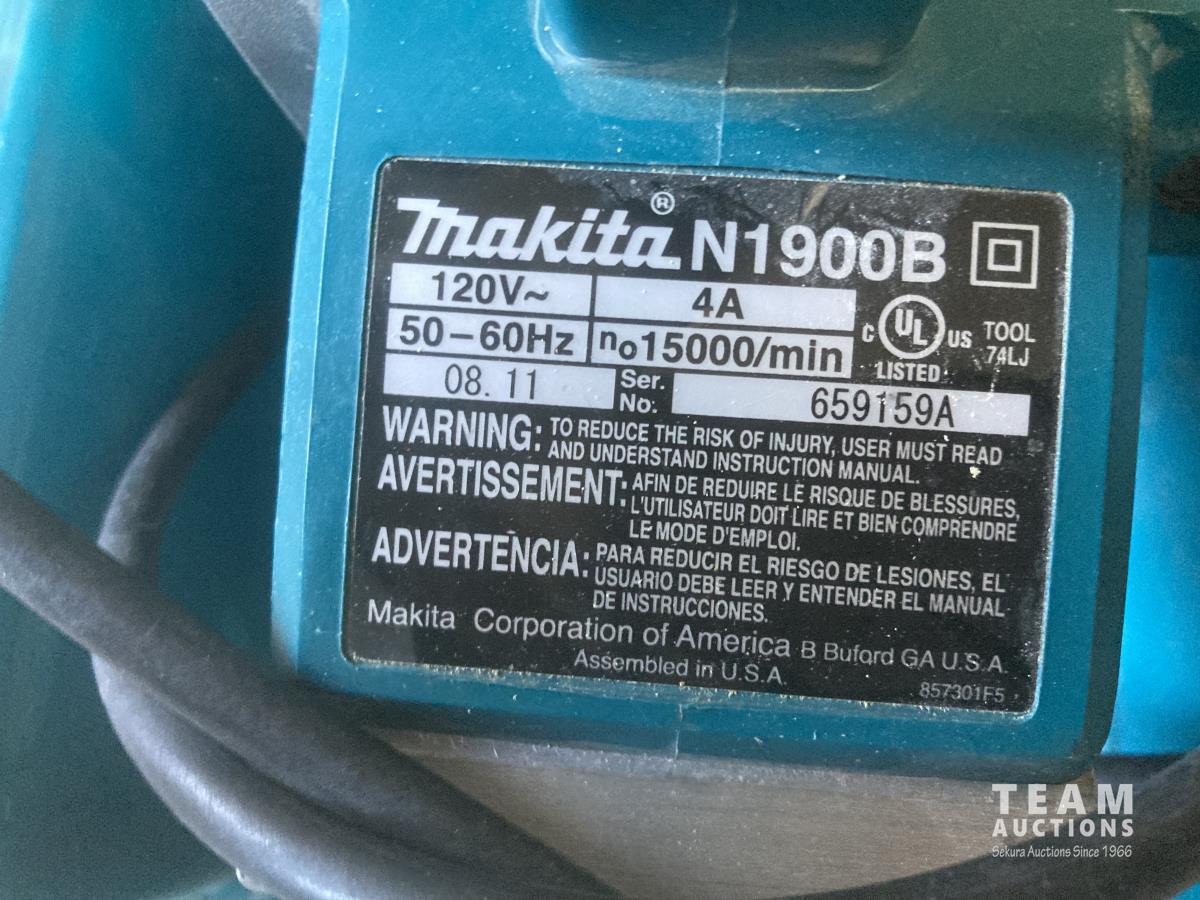 Makita® N1900B
120V~ 4A
50-60Hz no15000/min
C UL US LISTED TOOL 74LJ
08.11 Ser. No: 659159A
WARNING: TO REDUCE THE RISK OF INJURY, USER MUST READ
AND UNDERSTAND INSTRUCTION MANUAL.
AVERTISSEMENT: AFIN DE REDUIRE LE RISQUE DE BLESSURES,
L'UTILISATEUR DOIT LIRE ET BIEN COMPRENDRE
LE MODE D'EMPLOI.
ADVERTENCIA: PARA REDUCIR EL RIESGO DE LESIONES, EL
USUARIO DEBE LEER Y ENTENDER EL MANUAL
DE INSTRUCCIONES.
Makita Corporation of America B Buford GA U.S.A.
Assembled in U.S.A.
857301F5
TEAM
AUCTIONS
Sekura Auctions Since 1966